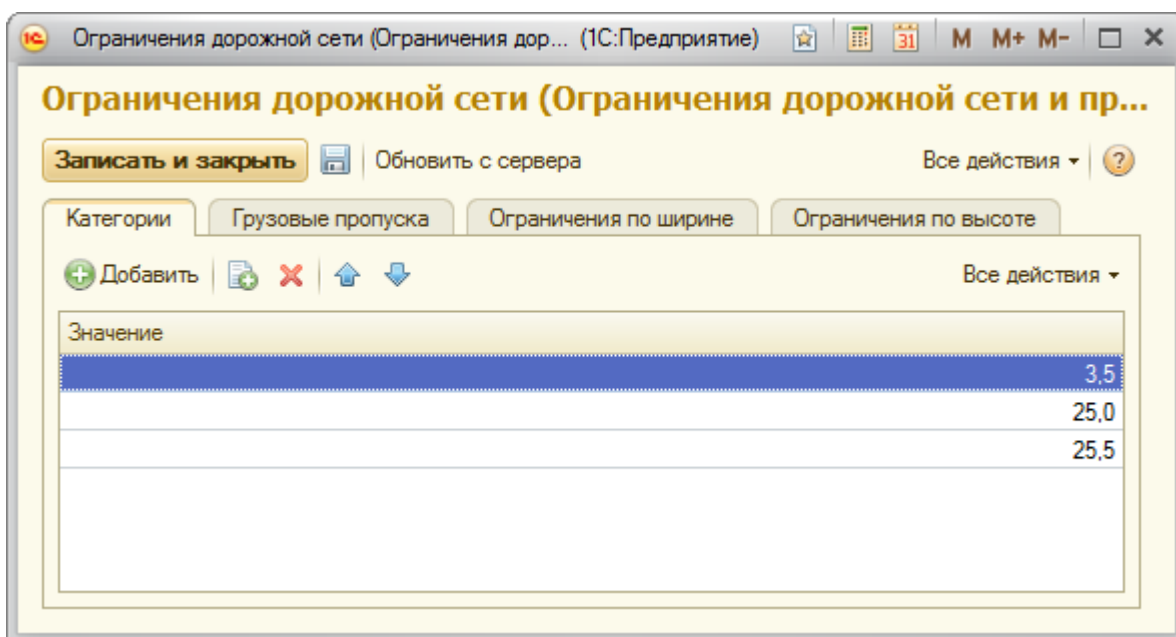 1С Ограничения дорожной сети (Ограничения дор... (1С:Предприятие) 31 M M+ M-
Ограничения дорожной сети (Ограничения дорожной сети и пр...
Записать и закрыть Обновить с сервера Все действия ?
Категории Грузовые пропуска Ограничения по ширине Ограничения по высоте
Добавить Все действия
Значение
3,5
25,0
25,5